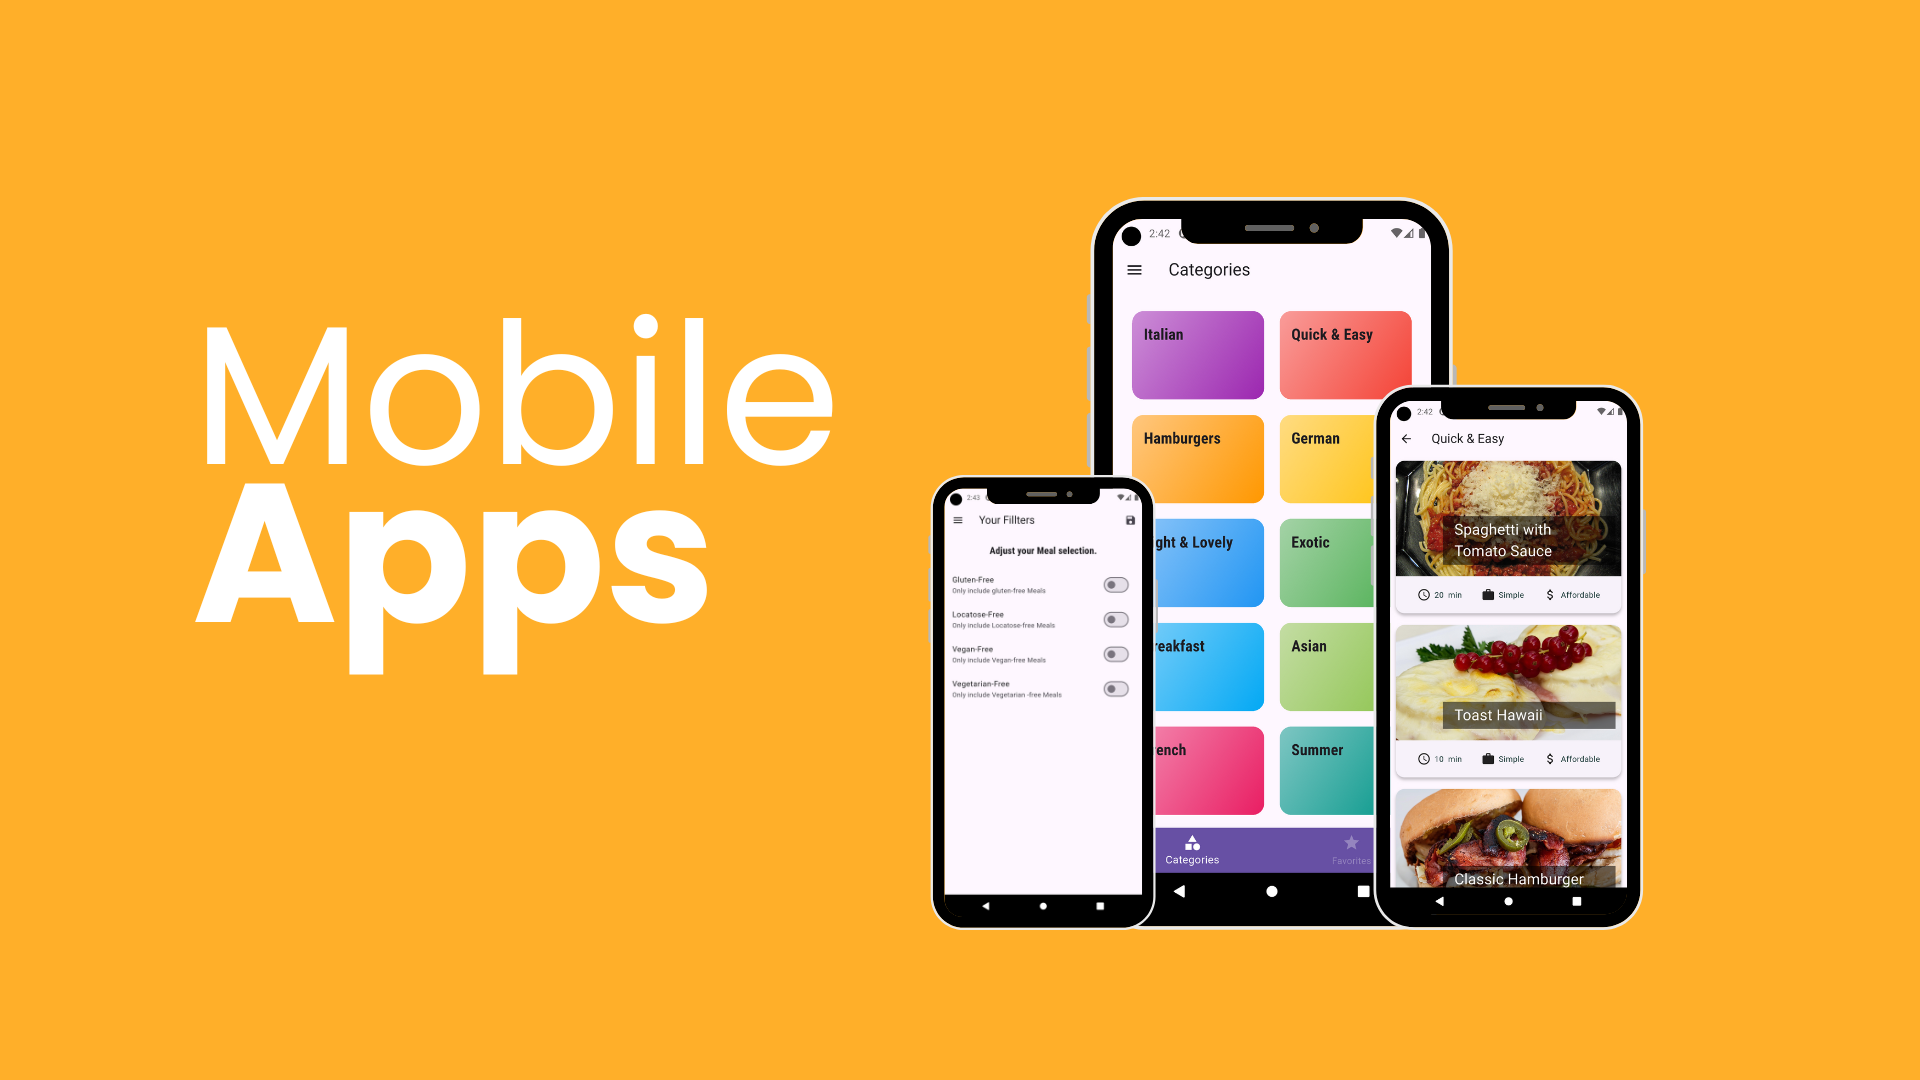 Mobile
Apps
2:42
Categories
Italian
Quick & Easy
Hamburgers
German
ght & Lovely
Exotic
reakfast
Asian
ench
Summer
Categories
Favorites
2:43
Your Fillters
Adjust your Meal selection.
Gluten-Free
Only include gluten-free Meals
Locatose-Free
Only include Locatose-free Meals
Vegan-Free
Only include Vegan-free Meals
Vegetarian-Free
Only include Vegetarian -free Meals
2:42
Quick & Easy
Spaghetti with
Tomato Sauce
20 min Simple Affordable
Toast Hawaii
10 min Simple Affordable
Classic Hamburger